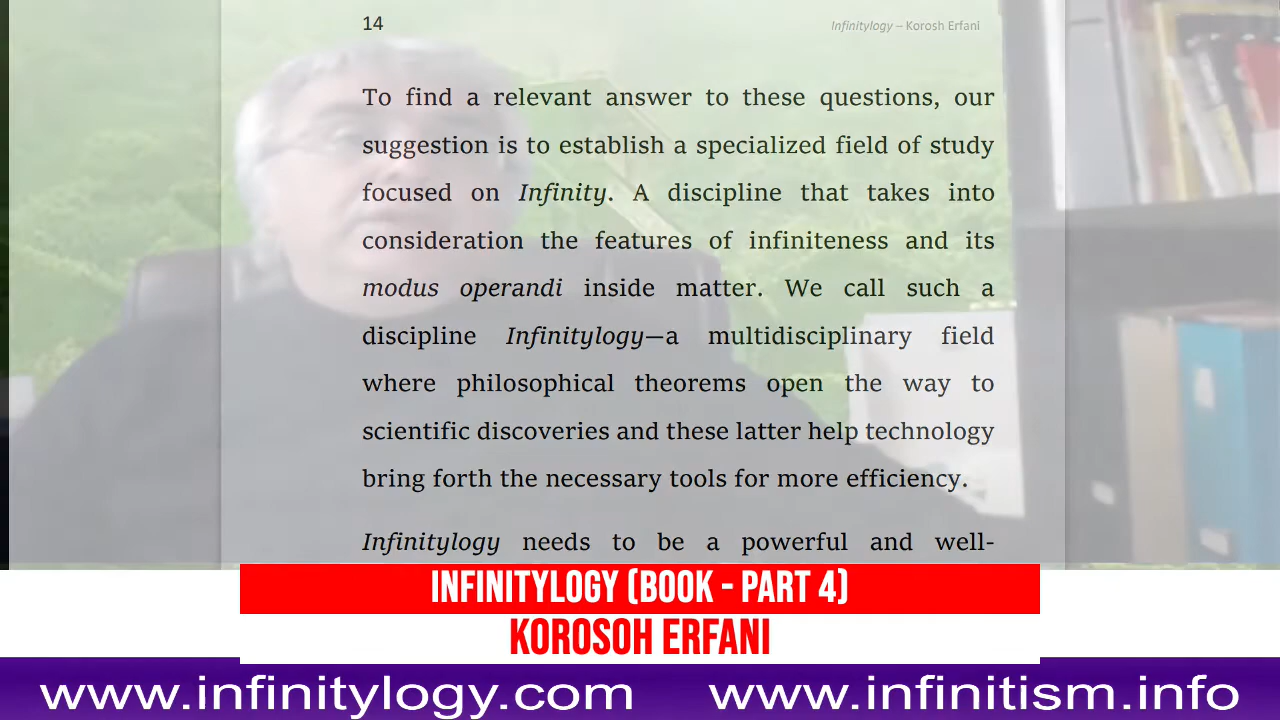 14
Infinitylogy – Korosh Erfani
To find a relevant answer to these questions, our
suggestion is to establish a specialized field of study
focused on Infinity. A discipline that takes into
consideration the features of infiniteness and its
modus operandi inside matter. We call such a
discipline Infinitylogy—a multidisciplinary field
where philosophical theorems open the way to
scientific discoveries and these latter help technology
bring forth the necessary tools for more efficiency.
Infinitylogy needs to be a powerful and well-
INFINITYLOGY (BOOK - PART 4)
KOROSOH ERFANI
www.infinitylogy.com
www.infinitism.info